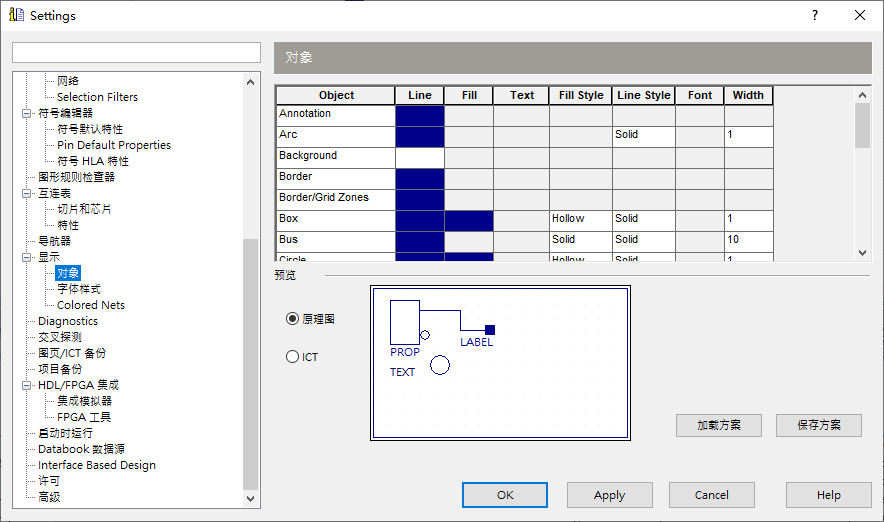 Settings
?
对象
网络
Selection Filters
符号编辑器
符号默认特性
Pin Default Properties
符号 HLA 特性
图形规则检查器
互连表
切片和芯片
特性
导航器
显示
对象
字体样式
Colored Nets
Diagnostics
交叉探测
图页/ICT 备份
项目备份
HDL/FPGA 集成
集成模拟器
FPGA 工具
启动时运行
Databook 数据源
Interface Based Design
许可
高级
Object Line Fill Text Fill Style Line Style Font Width
Annotation
Arc Solid 1
Background
Border
Border/Grid Zones
Box Hollow Solid 1
Bus Solid Solid 10
Circle Hollow Solid 1
预览
原理图
ICT
LABEL
PROP
TEXT
加载方案 保存方案
OK Apply Cancel Help